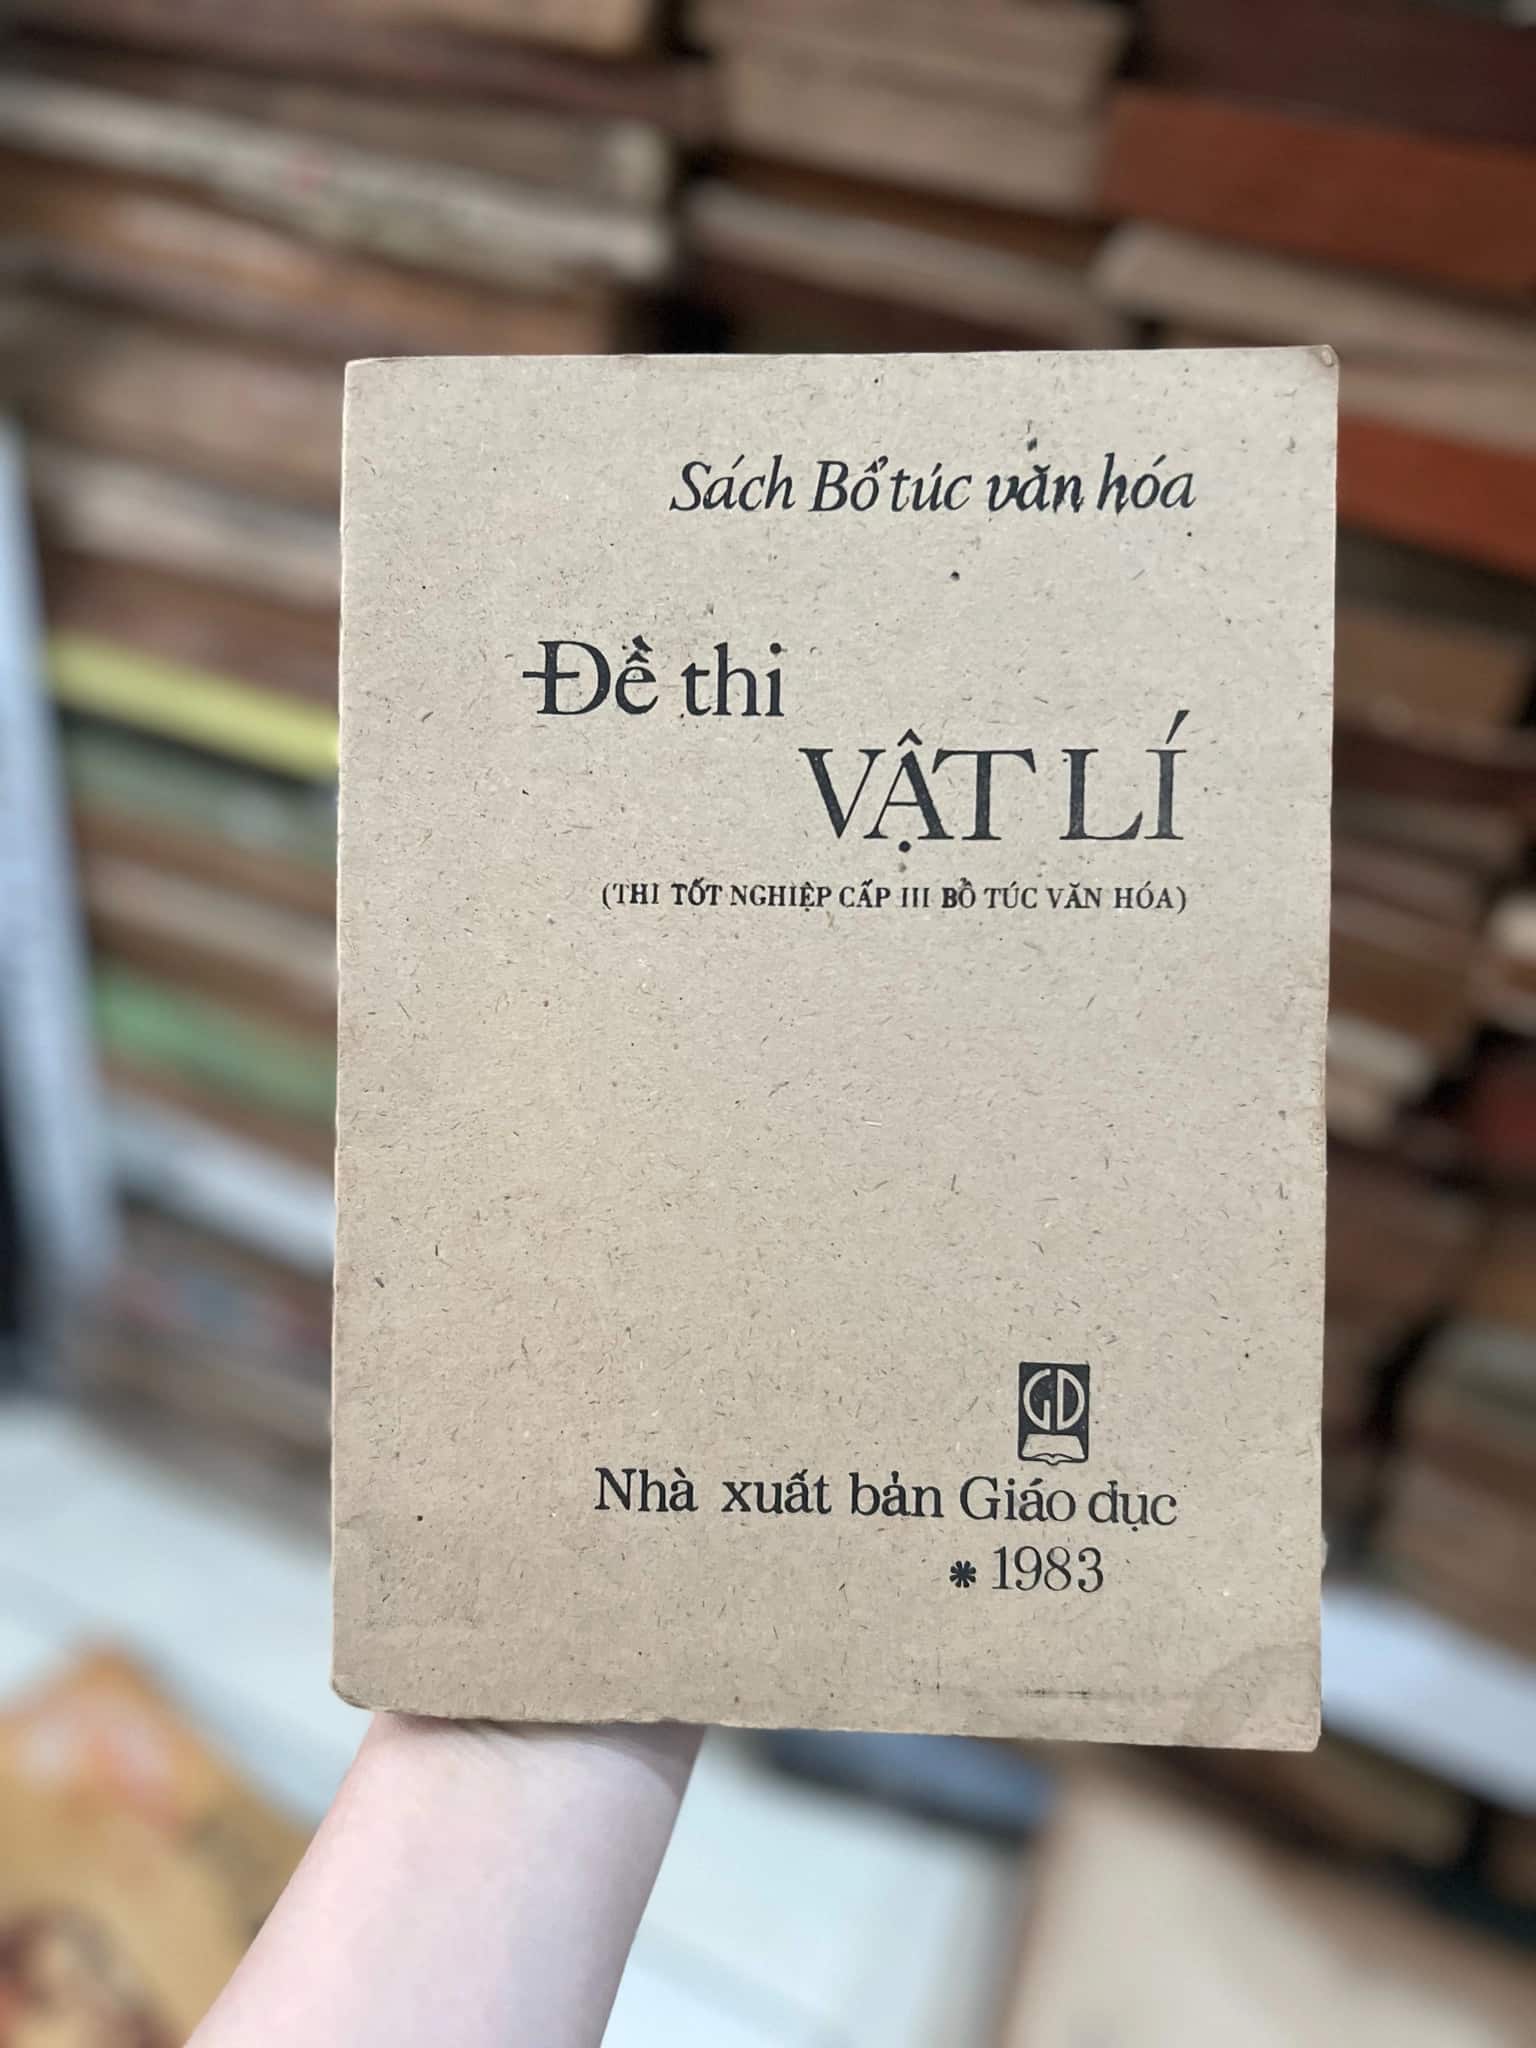 Sách Bổ túc văn hóa
Đề thi
VẬT LÍ
(THI TỐT NGHIỆP CẤP III BỔ TÚC VĂN HÓA)
GD
Nhà xuất bản Giáo dục
* 1983